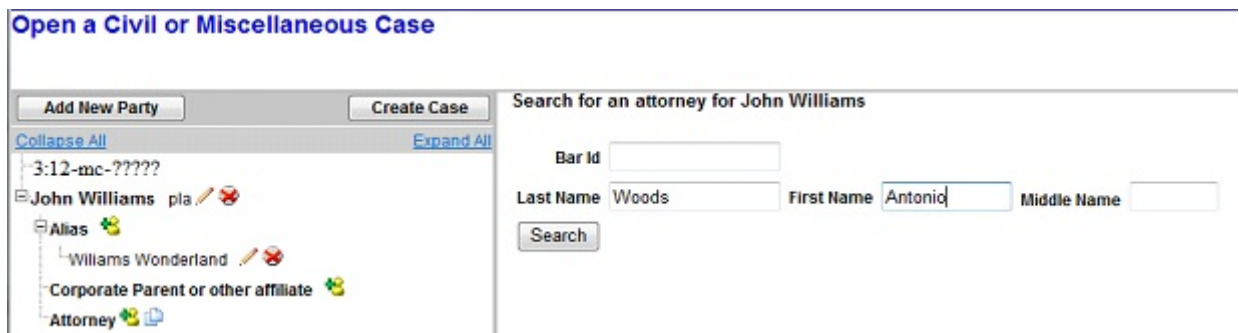 Open a Civil or Miscellaneous Case
Add New Party
Create Case
Collapse All
Expand All
3:12-mc-?????
John Williams pla
Alias
Wiliams Wonderland
Corporate Parent or other affiliate
Attorney
Search for an attorney for John Williams
Bar Id
Last Name Woods First Name Antonio Middle Name
Search